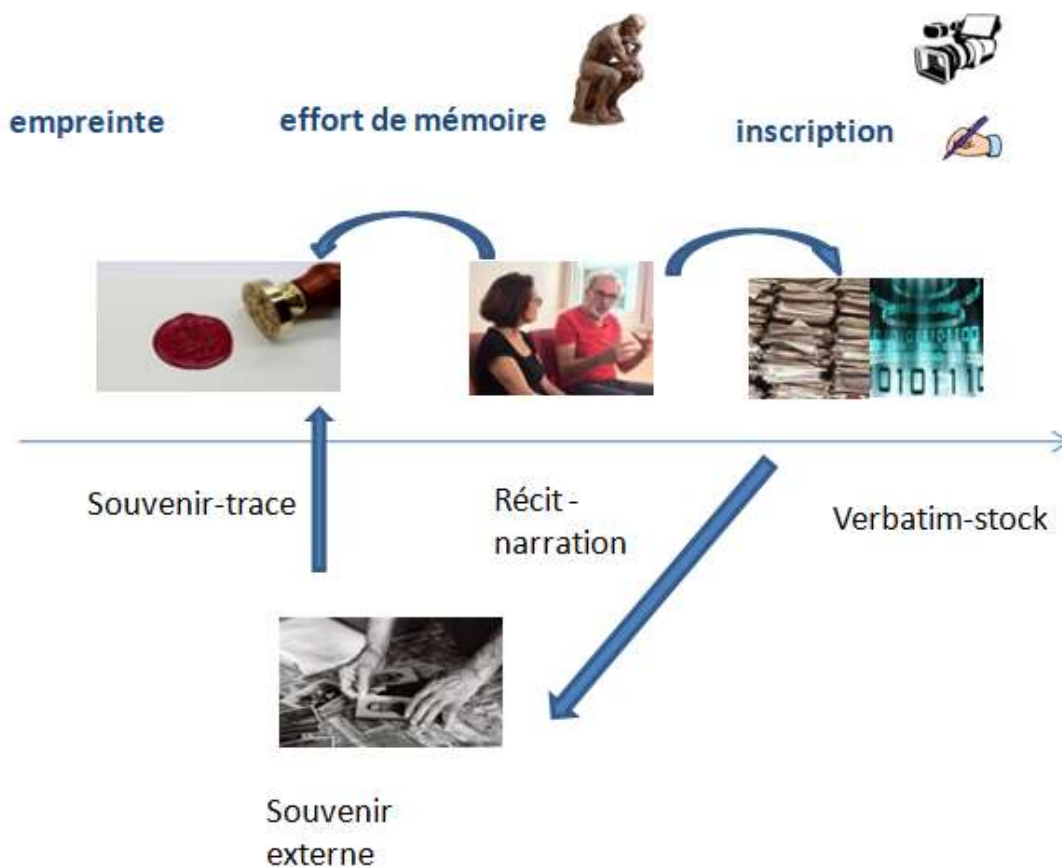 empreinte
effort de mémoire
inscription
Souvenir-trace
Récit -
narration
Verbatim-stock
Souvenir
externe